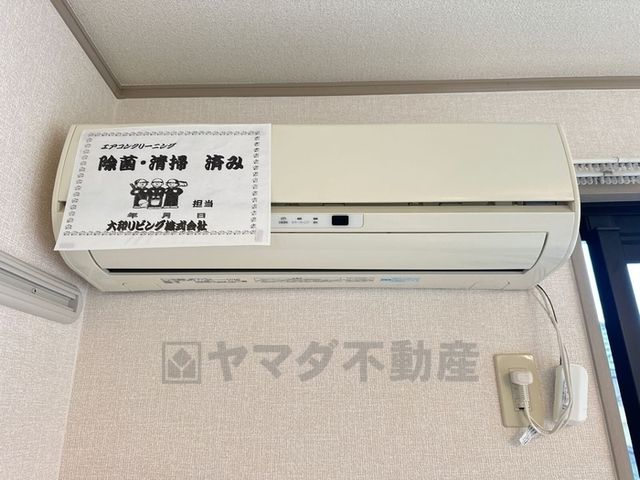 エアコンクリーニング
除菌・清掃 済み
担当
年 月 日
大和リビング株式会社
ヤマダ不動産